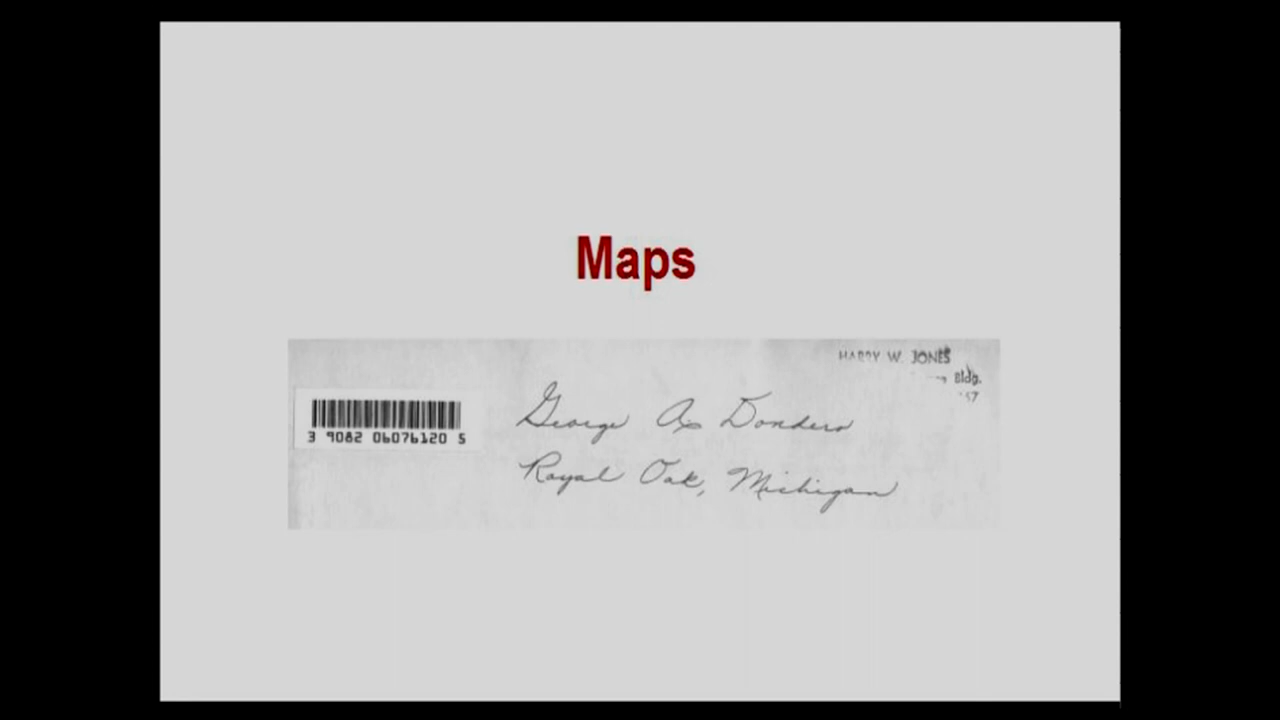 Maps
HARRY W. JONES
Bldg.
3 9082 06076120 5
George A. Dondero
Royal Oak, Michigan